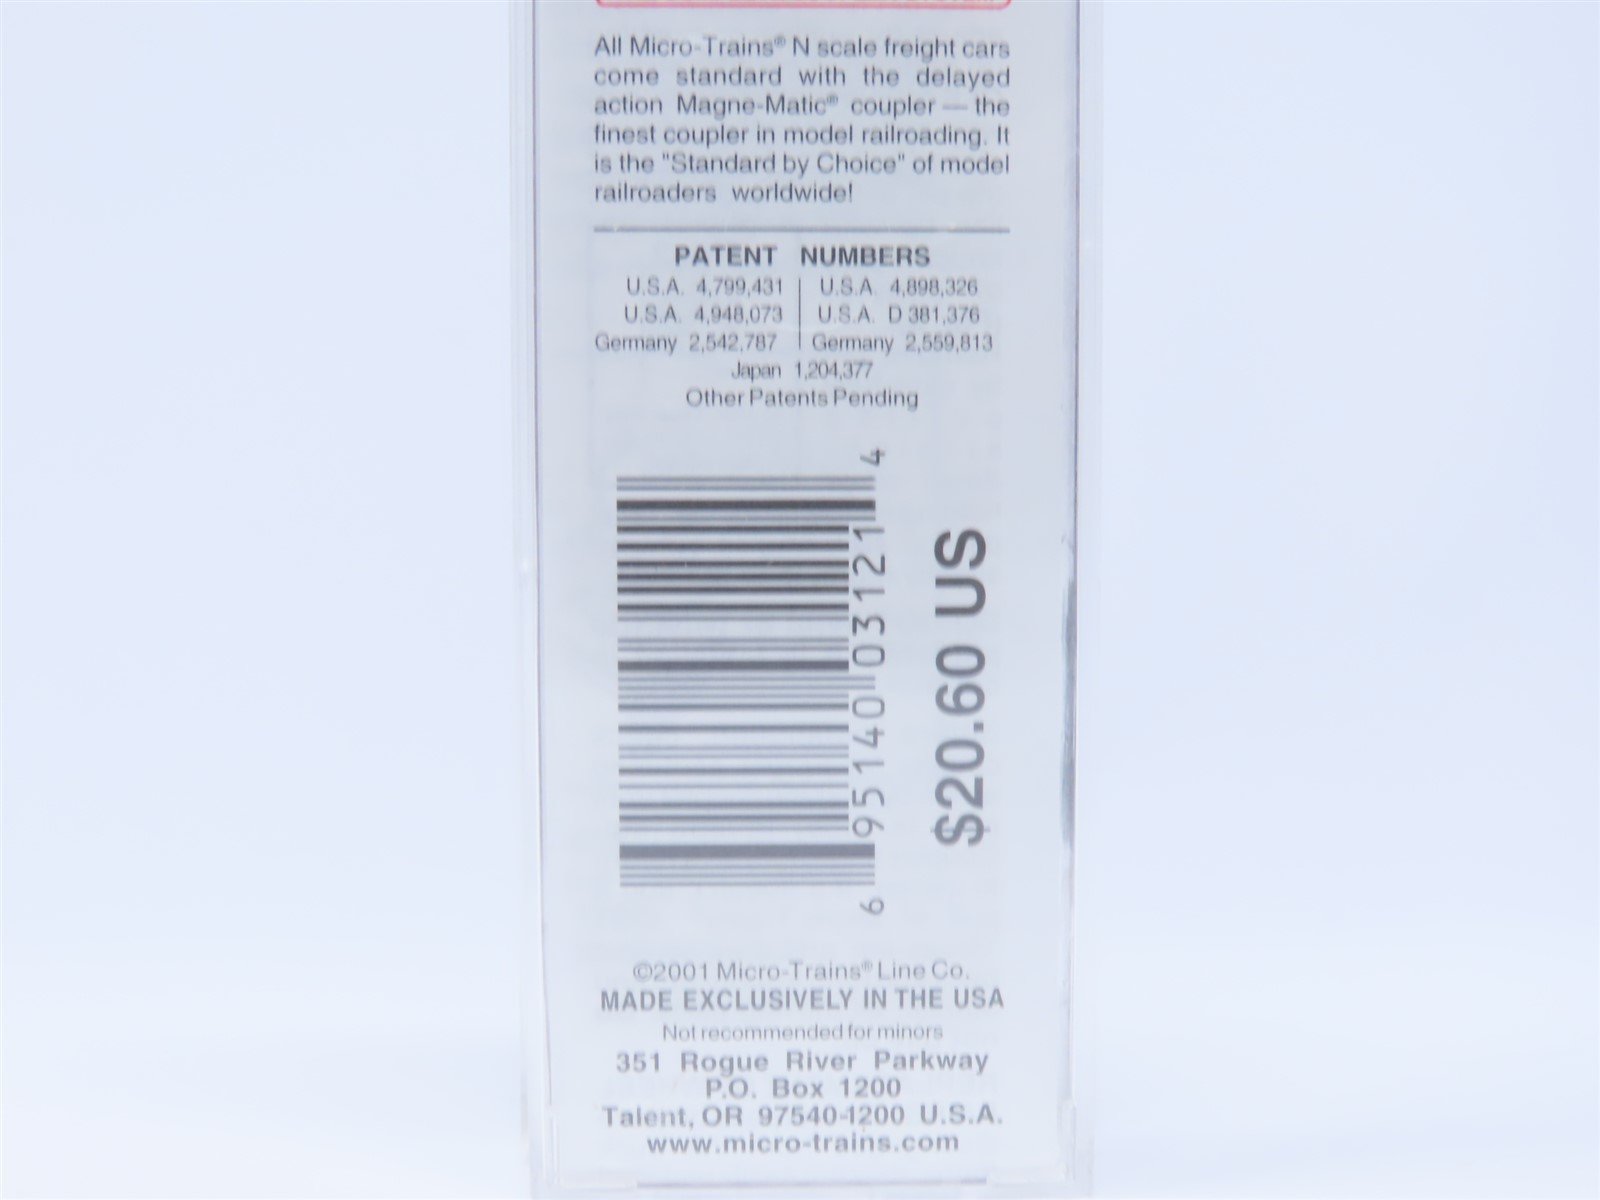 All Micro-Trains® N scale freight cars
come standard with the delayed
action Magne-Matic® coupler — the
finest coupler in model railroading. It
is the "Standard by Choice" of model
railroaders worldwide!
PATENT NUMBERS
U.S.A. 4,799,431 U.S.A. 4,898,326
U.S.A. 4,948,073 U.S.A. D 381,376
Germany 2,542,787 Germany 2,559,813
Japan 1,204,377
Other Patents Pending
6 95140 03121 4
$20.60 US
©2001 Micro-Trains® Line Co.
MADE EXCLUSIVELY IN THE USA
Not recommended for minors
351 Rogue River Parkway
P.O. Box 1200
Talent, OR 97540-1200 U.S.A.
www.micro-trains.com